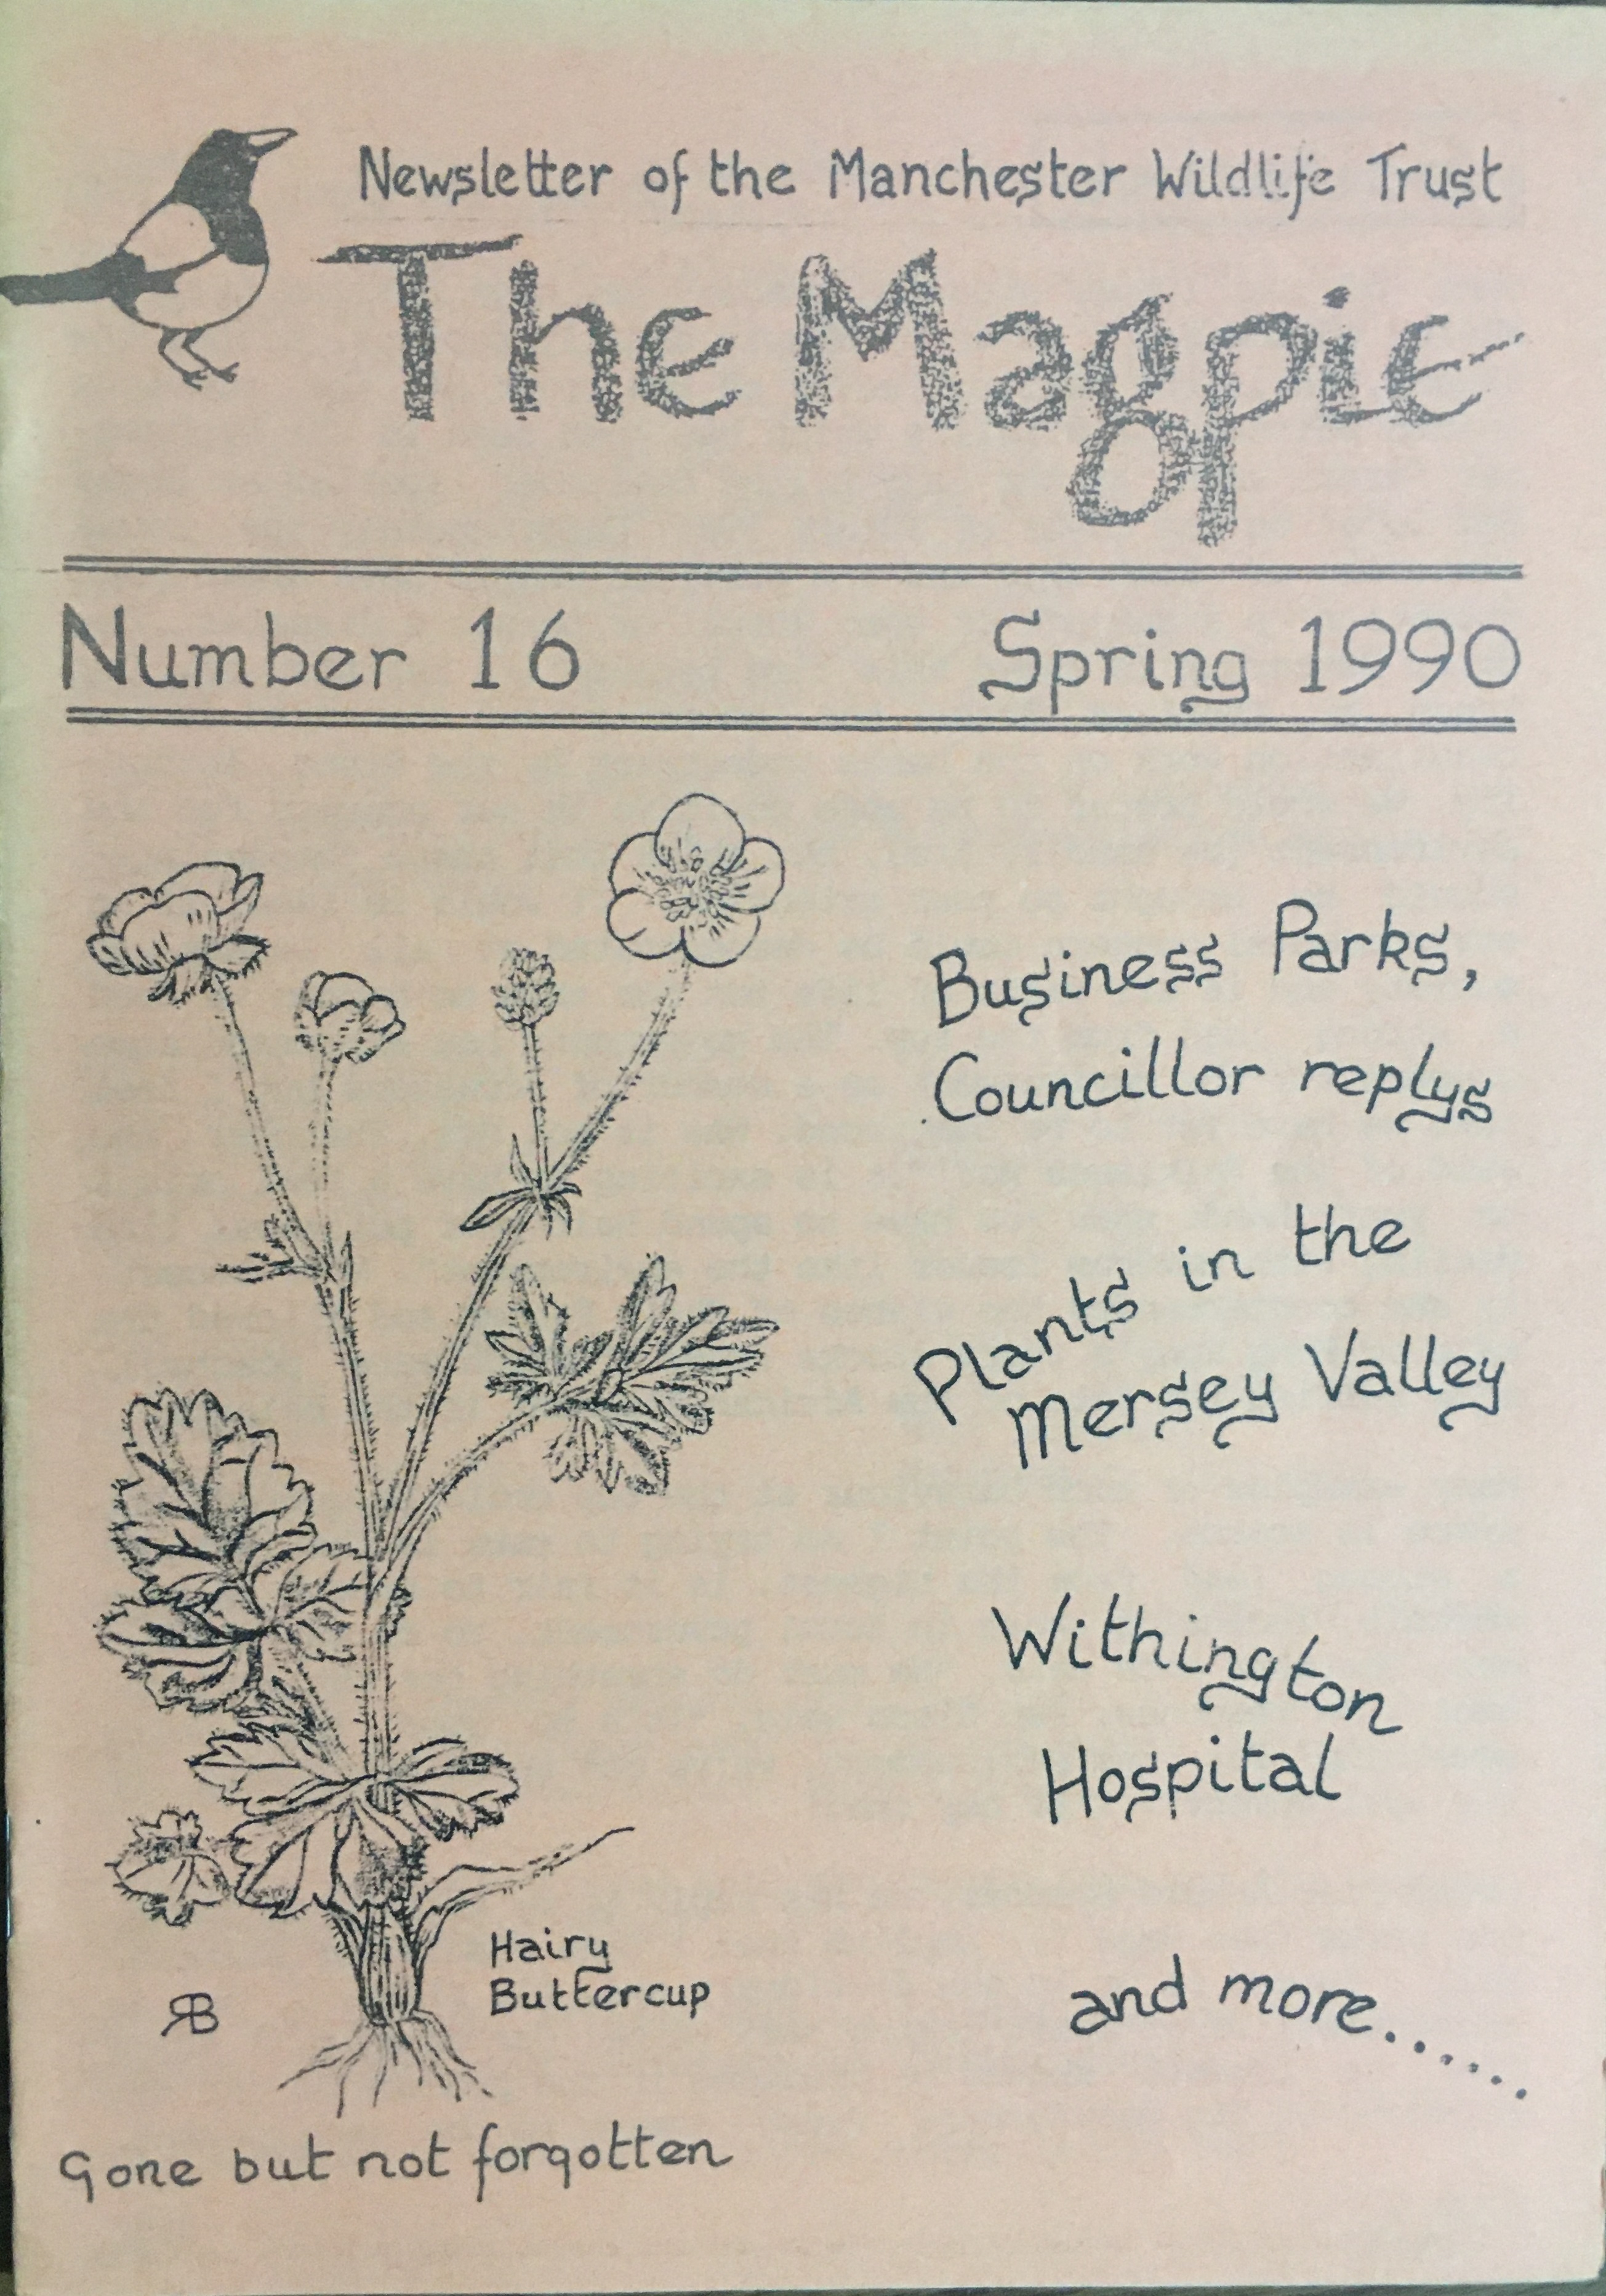 Newsletter of the Manchester Wildlife Trust
The Magpie
Number 16 Spring 1990
Business Parks,
Councillor replys
Plants in the
Mersey Valley
Withington
Hospital
and more......
Hairy
Buttercup
RB
Gone but not forgotten